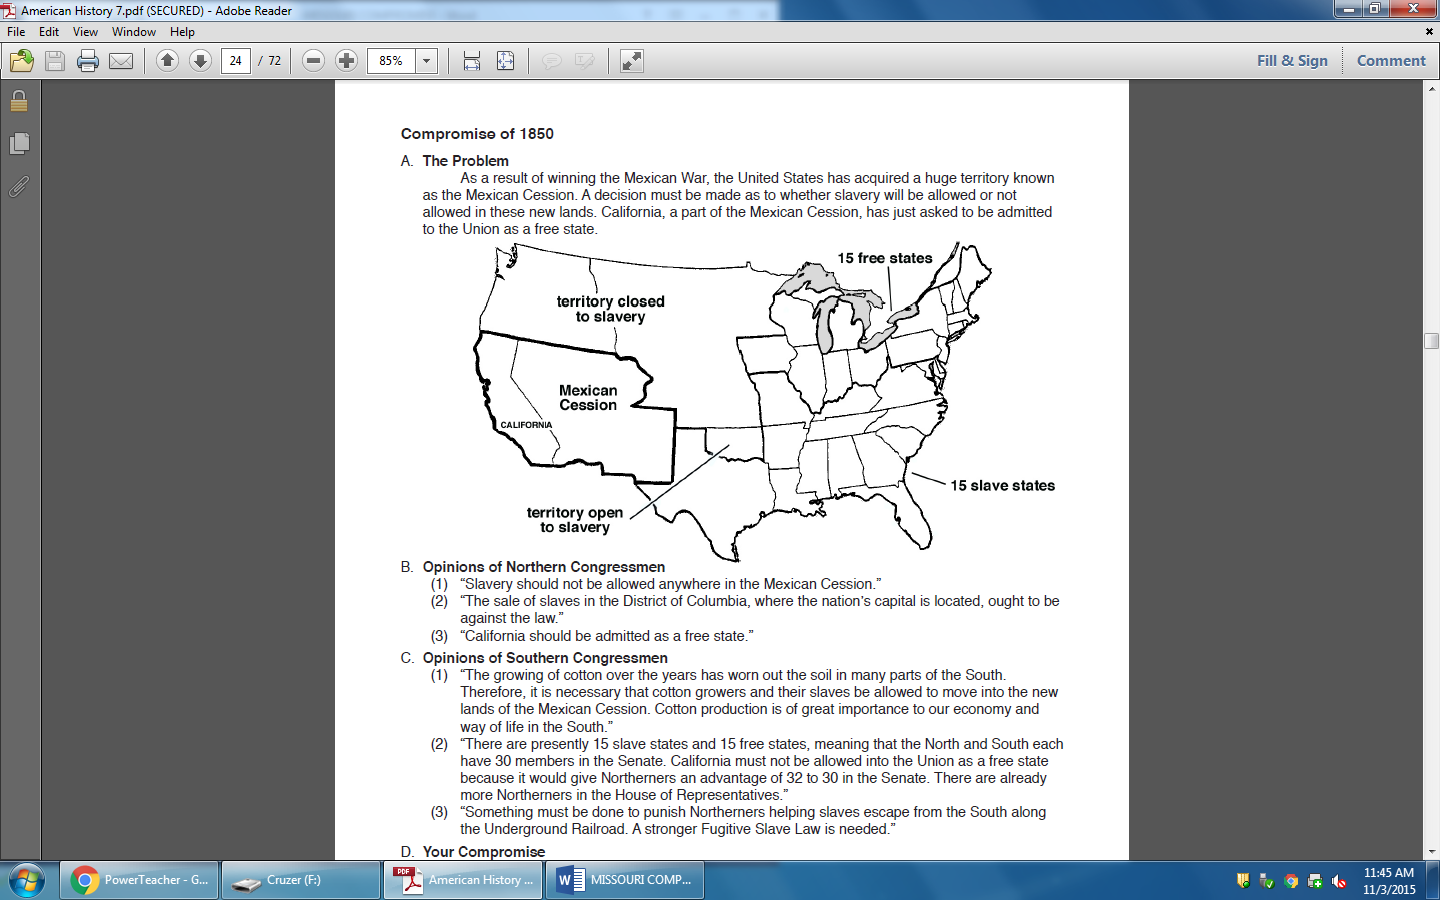 American History 7.pdf (SECURED) - Adobe Reader
File Edit View Window Help
24 / 72 85% Fill & Sign Comment
Compromise of 1850
A. The Problem
As a result of winning the Mexican War, the United States has acquired a huge territory known
as the Mexican Cession. A decision must be made as to whether slavery will be allowed or not
allowed in these new lands. California, a part of the Mexican Cession, has just asked to be admitted
to the Union as a free state.
15 free states
territory closed
to slavery
Mexican
Cession
CALIFORNIA
15 slave states
territory open
to slavery
B. Opinions of Northern Congressmen
(1) “Slavery should not be allowed anywhere in the Mexican Cession.”
(2) “The sale of slaves in the District of Columbia, where the nation’s capital is located, ought to be
against the law.”
(3) “California should be admitted as a free state.”
C. Opinions of Southern Congressmen
(1) “The growing of cotton over the years has worn out the soil in many parts of the South.
Therefore, it is necessary that cotton growers and their slaves be allowed to move into the new
lands of the Mexican Cession. Cotton production is of great importance to our economy and
way of life in the South.”
(2) “There are presently 15 slave states and 15 free states, meaning that the North and South each
have 30 members in the Senate. California must not be allowed into the Union as a free state
because it would give Northerners an advantage of 32 to 30 in the Senate. There are already
more Northerners in the House of Representatives.”
(3) “Something must be done to punish Northerners helping slaves escape from the South along
the Underground Railroad. A stronger Fugitive Slave Law is needed.”
D. Your Compromise
PowerTeacher - G... Cruzer (F:) PDF American History ... MISSOURI COMP... 11:45 AM
11/3/2015